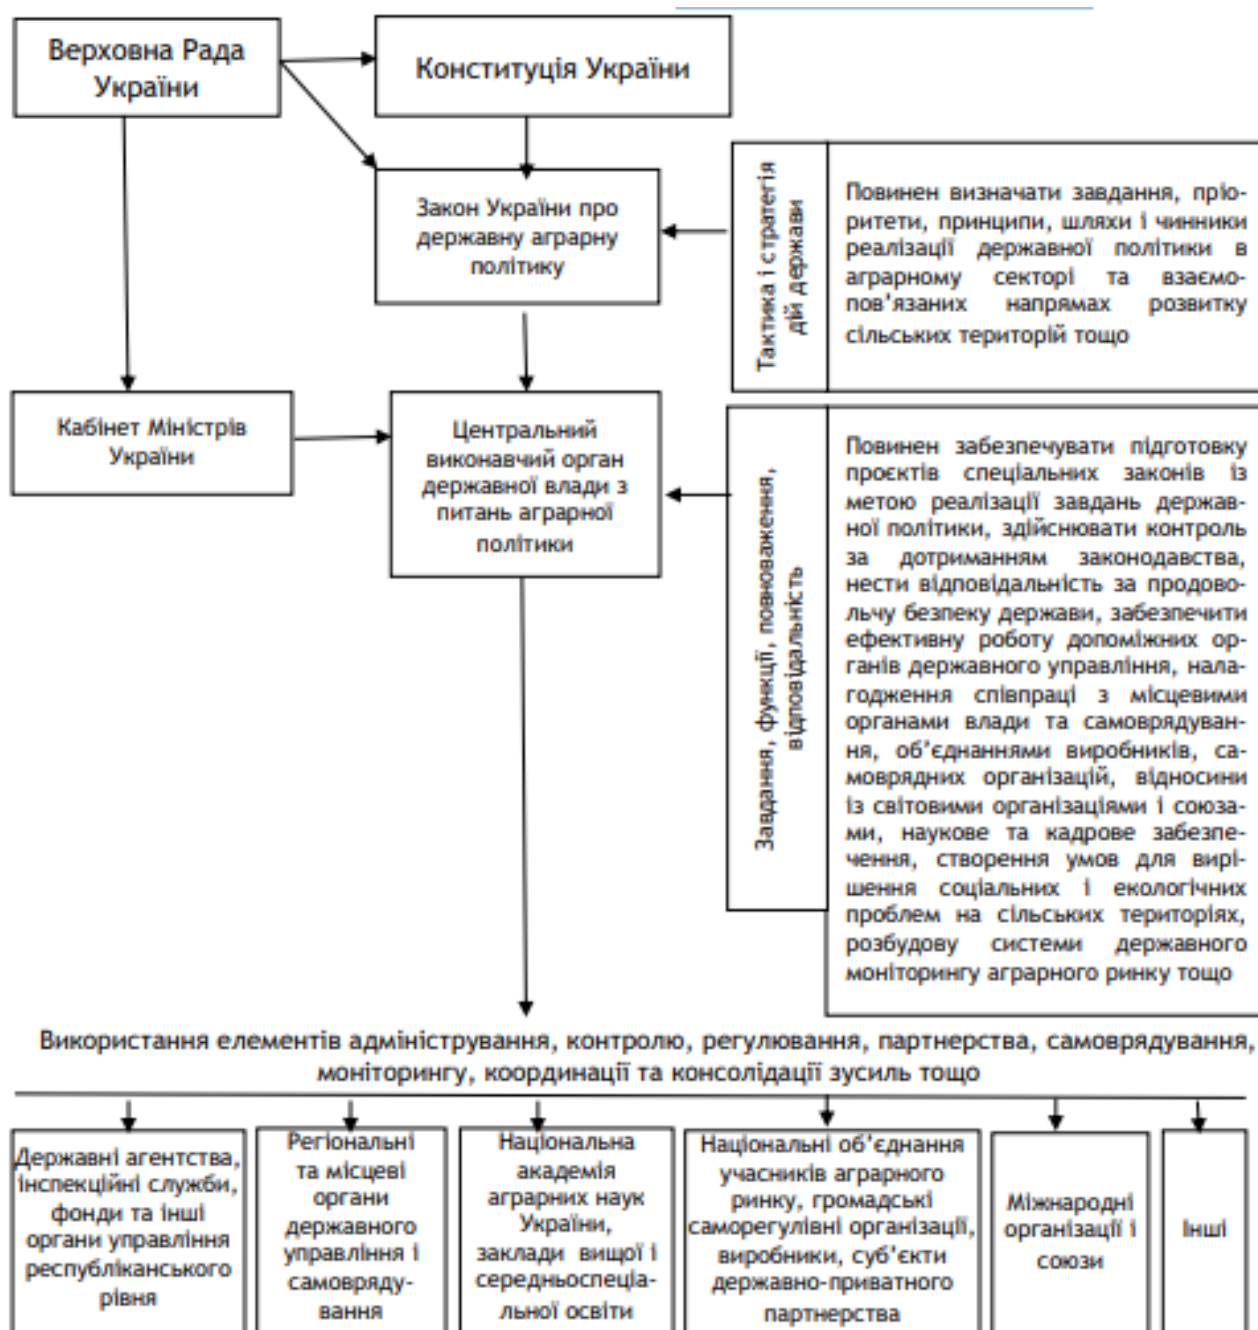 Верховна Рада
України
Конституція України
Закон України про
державну аграрну
політику
Тактика і стратегія
дій держави
Повинен визначати завдання, пріо-
ритети, принципи, шляхи і чинники
реалізації державної політики в
аграрному секторі та взаємо-
пов’язаних напрямах розвитку
сільських територій тощо
Кабінет Міністрів
України
Центральний
виконавчий орган
державної влади з
питань аграрної
політики
Завдання, функції, повноваження,
відповідальність
Повинен забезпечувати підготовку
проєктів спеціальних законів із
метою реалізації завдань держав-
ної політики, здійснювати контроль
за дотриманням законодавства,
нести відповідальність за продово-
льчу безпеку держави, забезпечити
ефективну роботу допоміжних ор-
ганів державного управління, нала-
годження співпраці з місцевими
органами влади та самоврядуван-
ня, об’єднаннями виробників, са-
моврядних організацій, відносини
із світовими організаціями і союза-
ми, наукове та кадрове забезпе-
чення, створення умов для вирі-
шення соціальних і екологічних
проблем на сільських територіях,
розбудову системи державного
моніторингу аграрного ринку тощо
Використання елементів адміністрування, контролю, регулювання, партнерства, самоврядування,
моніторингу, координації та консолідації зусиль тощо
Державні агентства,
інспекційні служби,
фонди та інші
органи управління
республіканського
рівня
Регіональні
та місцеві
органи
державного
управління і
самовряду-
вання
Національна
академія
аграрних наук
України,
заклади вищої і
середньоспеціа-
льної освіти
Національні об’єднання
учасників аграрного
ринку, громадські
саморегулівні організації,
виробники, суб’єкти
державно-приватного
партнерства
Міжнародні
організації і
союзи
Інші